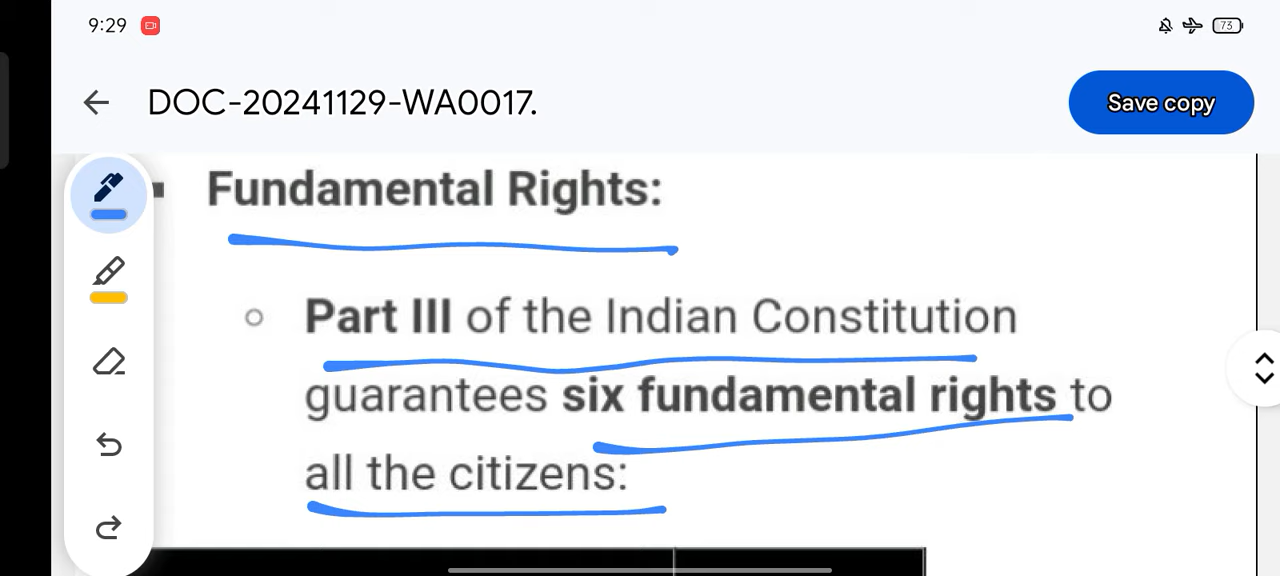 9:29
73
DOC-20241129-WA0017.
Save copy
Fundamental Rights:
Part III of the Indian Constitution
guarantees six fundamental rights to
all the citizens: